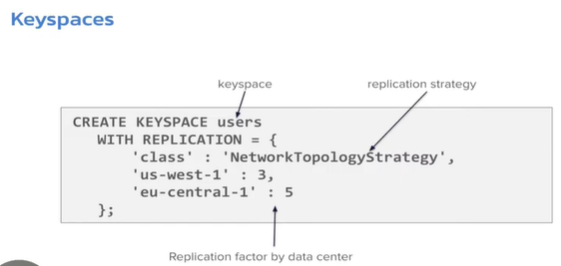 Keyspaces
keyspace
replication strategy
CREATE KEYSPACE users
WITH REPLICATION = {
'class' : 'NetworkTopologyStrategy',
'us-west-1' : 3,
'eu-central-1' : 5
};
Replication factor by data center